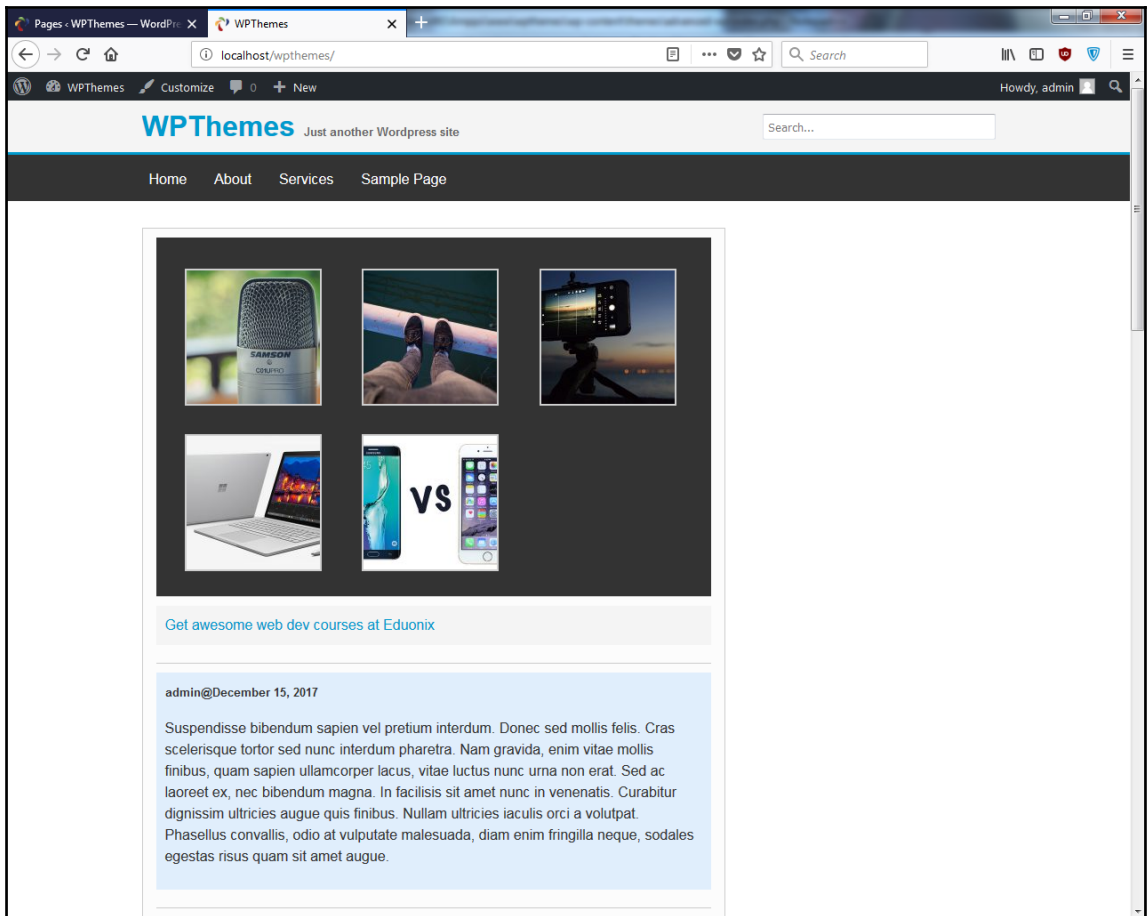 Pages ‹ WPThemes — WordPre
WPThemes
localhost/wpthemes/
Search
WPThemes
Customize
0
New
Howdy, admin
WPThemes
Just another Wordpress site
Search...
Home
About
Services
Sample Page
SAMSON
C01UPRO
VS
Get awesome web dev courses at Eduonix
admin@December 15, 2017
Suspendisse bibendum sapien vel pretium interdum. Donec sed mollis felis. Cras
scelerisque tortor sed nunc interdum pharetra. Nam gravida, enim vitae mollis
finibus, quam sapien ullamcorper lacus, vitae luctus nunc urna non erat. Sed ac
laoreet ex, nec bibendum magna. In facilisis sit amet nunc in venenatis. Curabitur
dignissim ultricies augue quis finibus. Nullam ultricies iaculis orci a volutpat.
Phasellus convallis, odio at vulputate malesuada, diam enim fringilla neque, sodales
egestas risus quam sit amet augue.